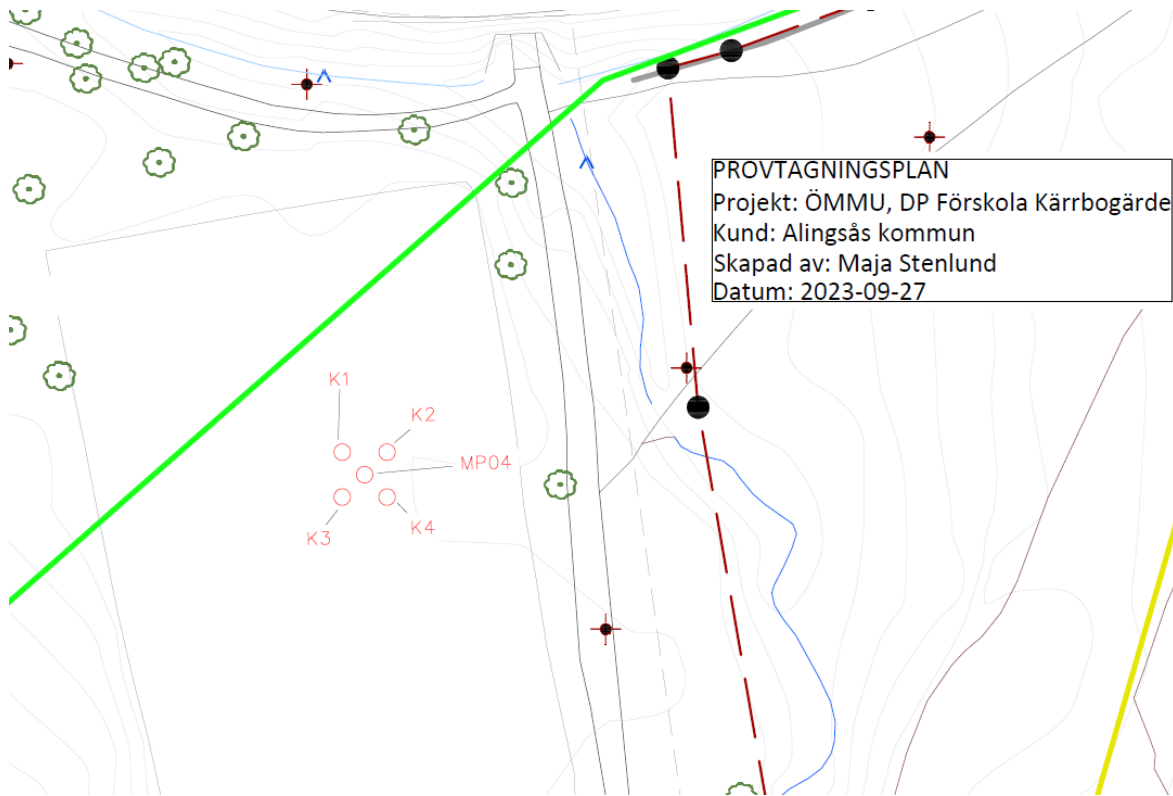 PROVTAGNINGSPLAN
Projekt: ÖMMU, DP Förskola Kärrbogärde
Kund: Alingsås kommun
Skapad av: Maja Stenlund
Datum: 2023-09-27
K1
K2
MP04
K3
K4